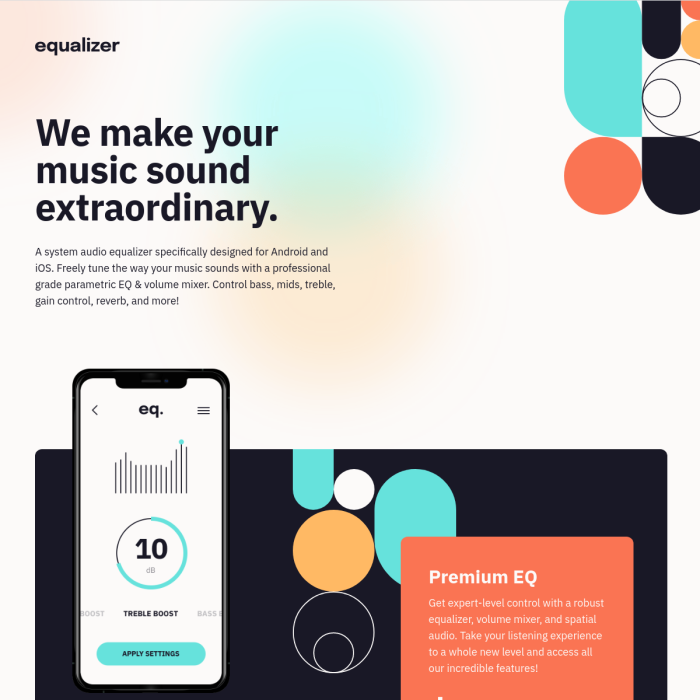 equalizer
We make your
music sound
extraordinary.
A system audio equalizer specifically designed for Android and
iOS. Freely tune the way your music sounds with a professional
grade parametric EQ & volume mixer. Control bass, mids, treble,
gain control, reverb, and more!
eq.
10
dB
BOOST TREBLE BOOST BASS
APPLY SETTINGS
Premium EQ
Get expert-level control with a robust
equalizer, volume mixer, and spatial
audio. Take your listening experience
to a whole new level and access all
our incredible features!